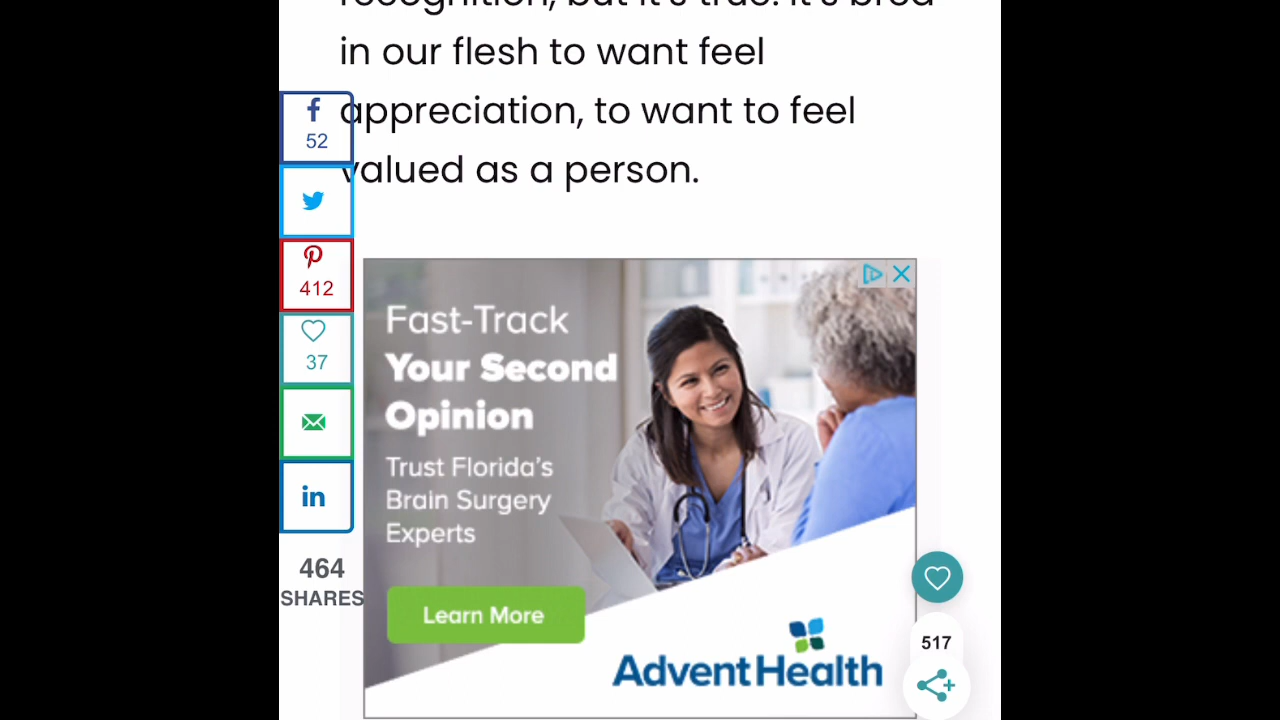 in our flesh to want feel
appreciation, to want to feel
valued as a person.
52
412
37
in
464
SHARES
Fast-Track
Your Second
Opinion
Trust Florida's
Brain Surgery
Experts
Learn More
AdventHealth
517